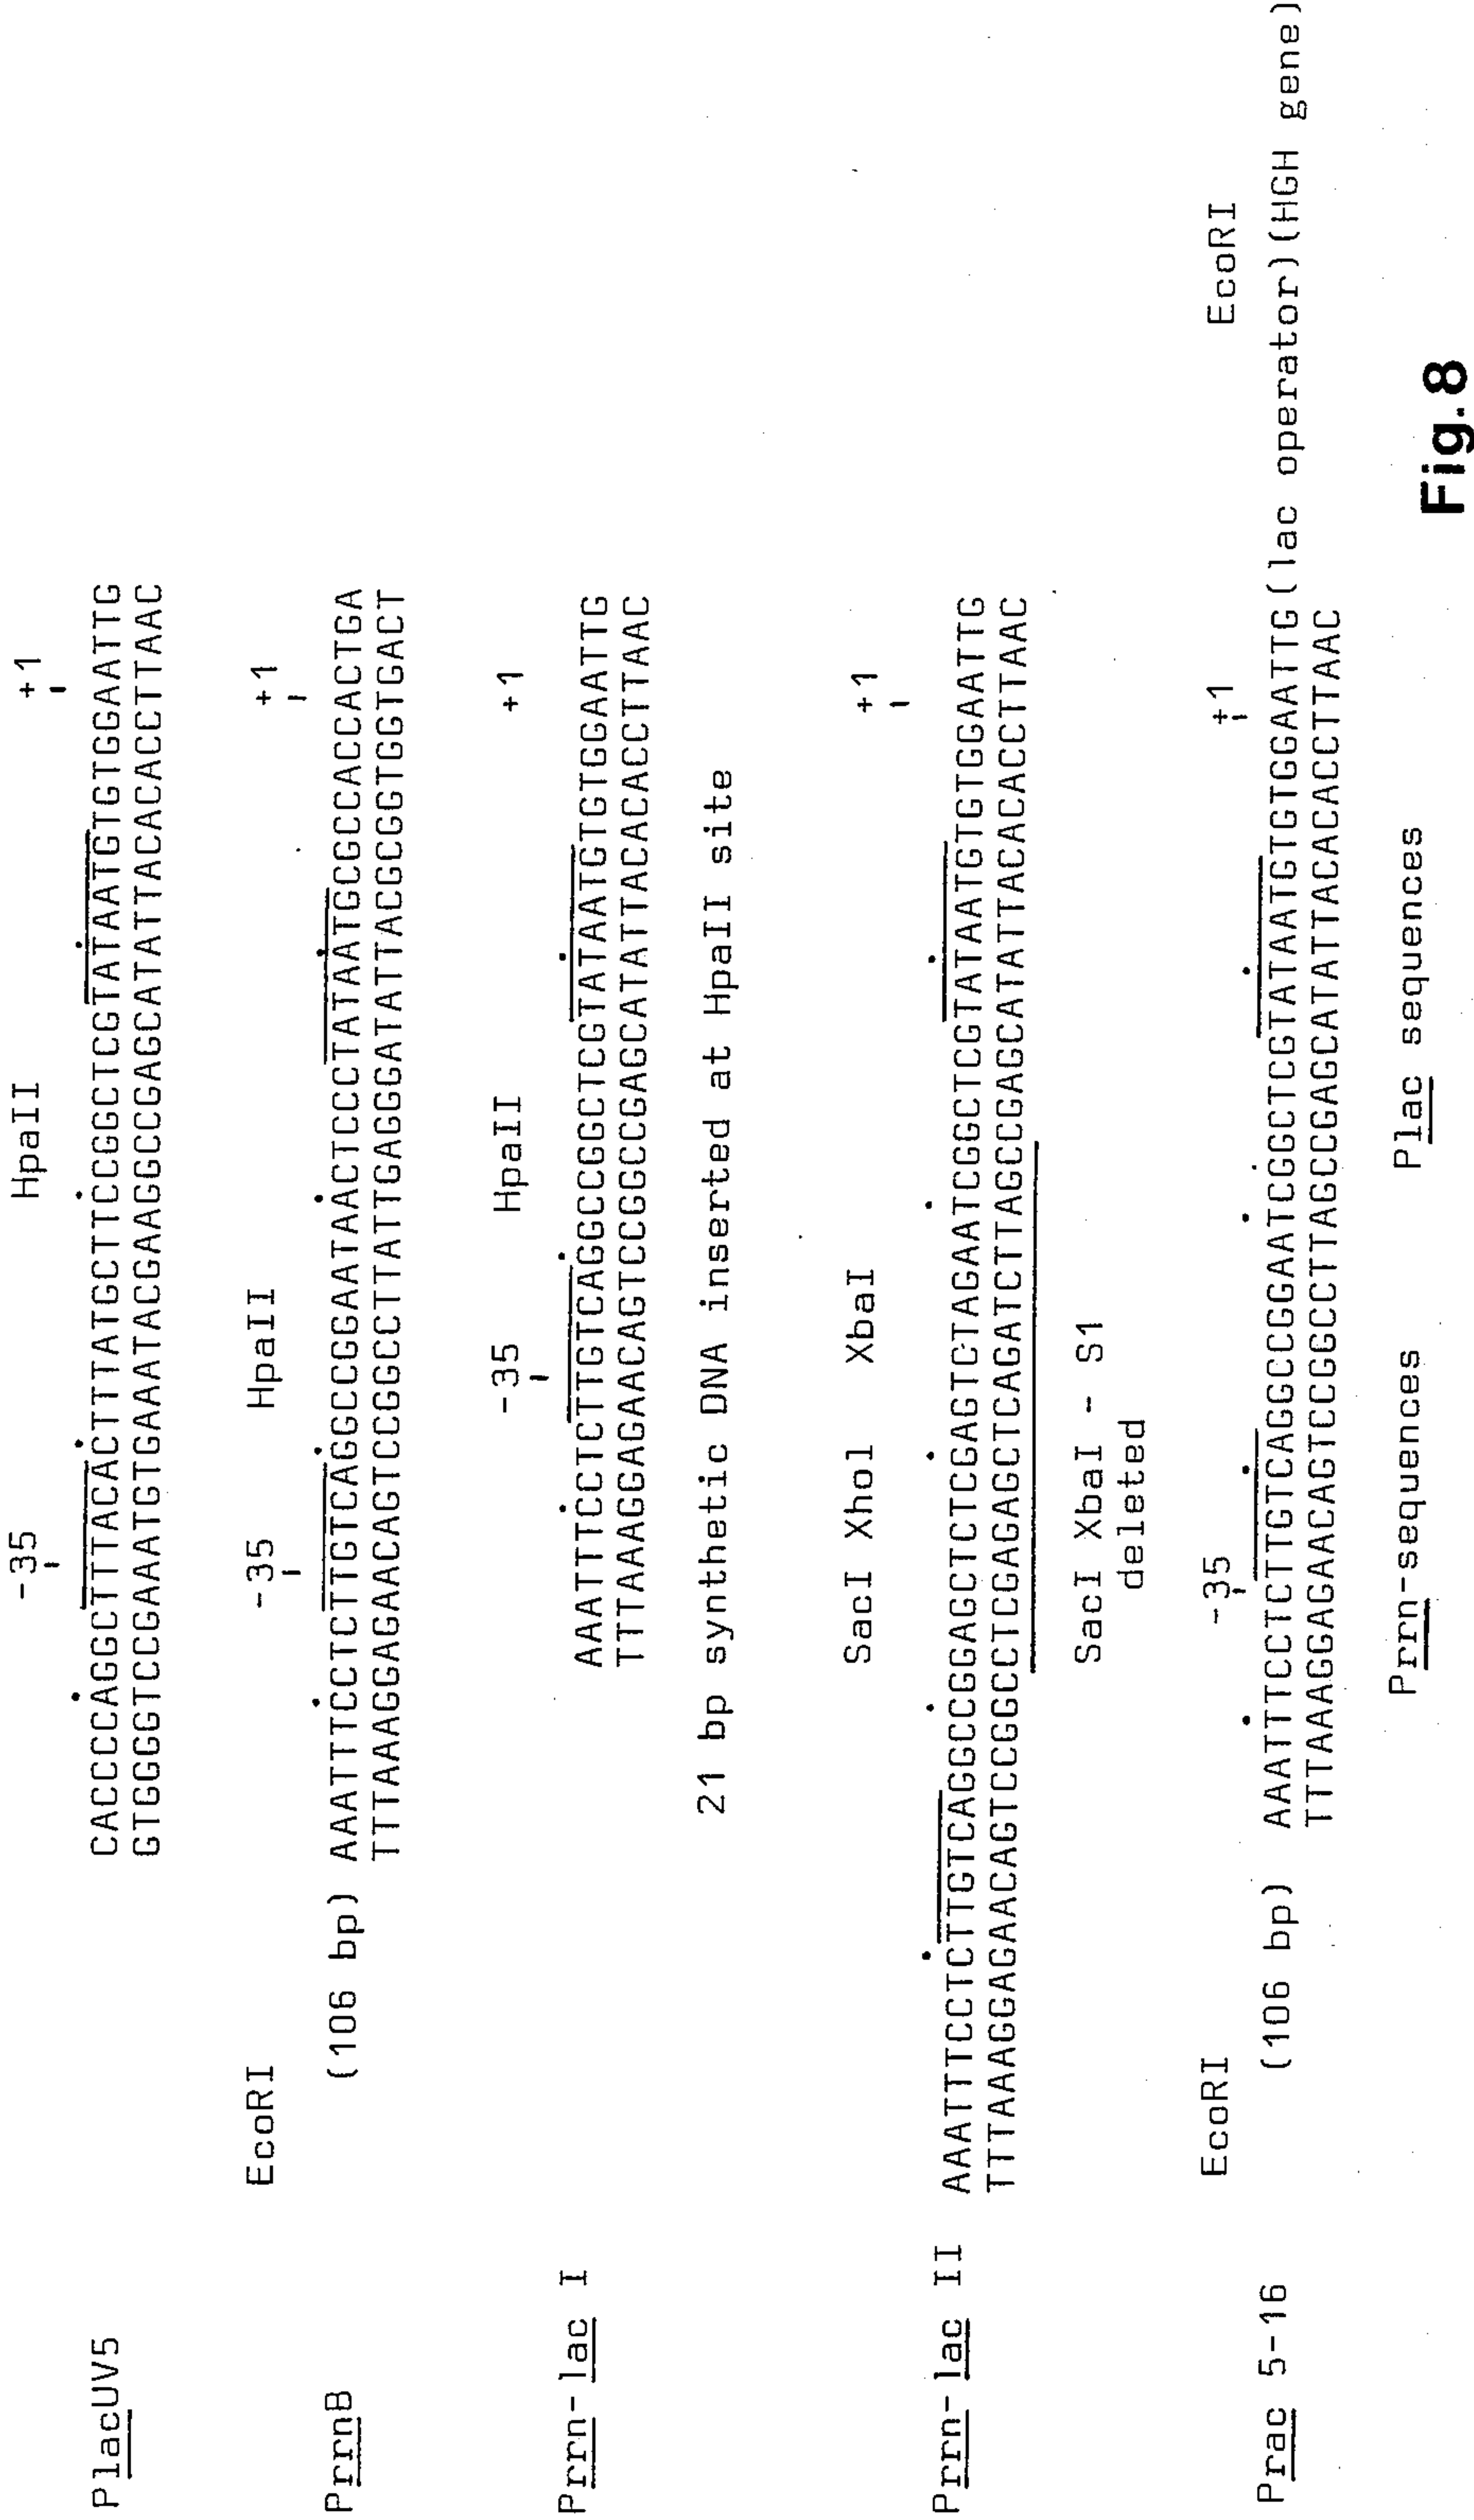 -35 HpaII +1
PlacUV5 CACCCCAGGCTTTACACTTTATGCTTCCGGCTCGTATAATGTGTGGAATTG
GTGGGGTCCGAAATGTGAAATACGAAGGCCGAGCATATTACACACCTTAAC
EcoRI -35 HpaII +1
PrrnB (106 bp) AAATTTCCTCTTGTCAGGCCGGAATAACTCCCTATAATGCGCCACCACTGA
TTTAAAGGAGAACAGTCCGGCCTTATTGAGGGATATTACGCGGTGGTGACT
-35 HpaII +1
Prrn-lac I AAATTTCCTCTTGTCAGGCCGGCTCGTATAATGTGTGGAATTG
TTTAAAGGAGAACAGTCCGGCCGAGCATATTACACACCTTAAC
21 bp synthetic DNA inserted at HpaII site
SacI Xhol XbaI +1
Prrn-lac II AAATTTCCTCTTGTCAGGCCGGAGCTCTCGAGTCTAGAATCGGCTCGTATAATGTGTGGAATTG
TTTAAAGGAGAACAGTCCGGCCTCGAGAGCTCAGATCTTAGCCGAGCATATTACACACCTTAAC
SacI XbaI - S1
deleted
EcoRI -35 +1 EcoRI
Prac 5-16 (106 bp) AAATTTCCTCTTGTCAGGCCGGAATCGGCTCGTATAATGTGTGGAATTG(lac operator)(HGH gene)
TTTAAAGGAGAACAGTCCGGCCTTAGCCGAGCATATTACACACCTTAAC
Prrn-sequences Plac sequences
Fig.8